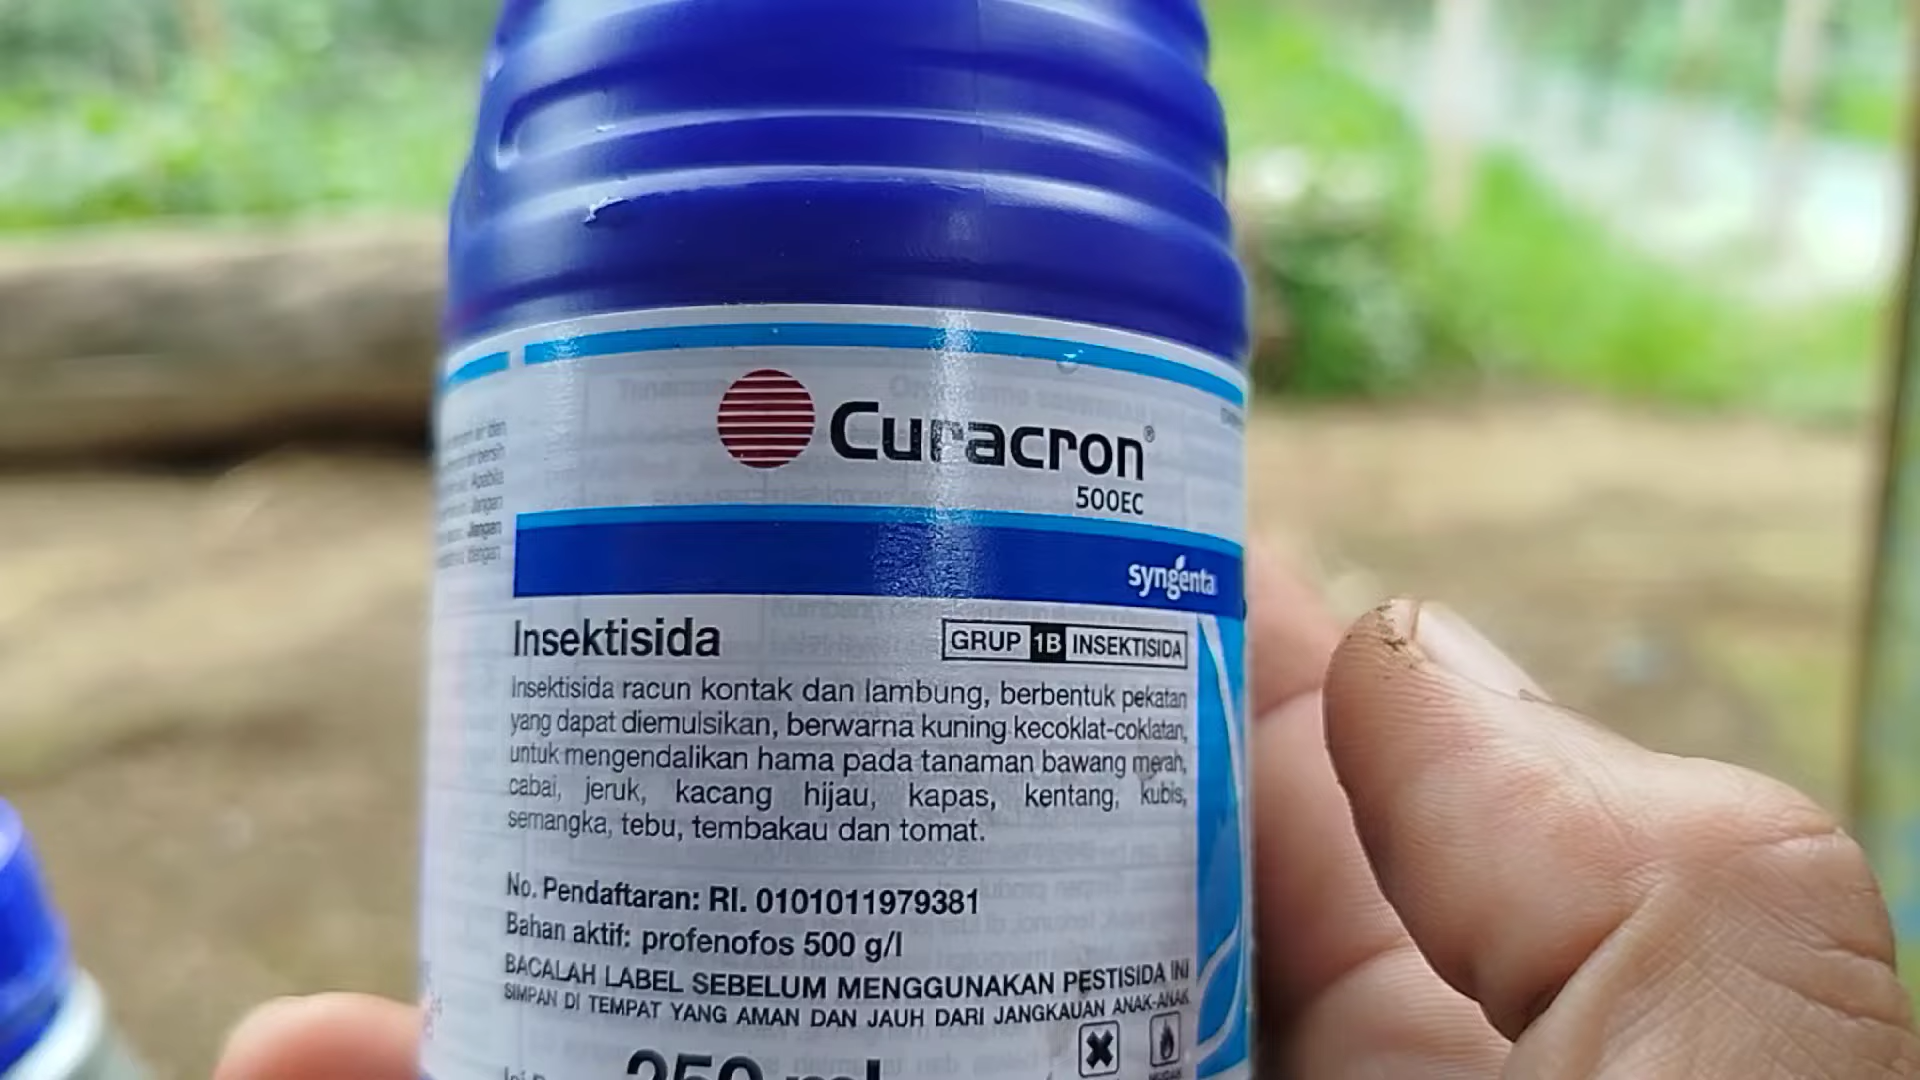 Curacron®
500EC
syngenta
Insektisida
GRUP 1B INSEKTISIDA
Insektisida racun kontak dan lambung, berbentuk pekatan
yang dapat diemulsikan, berwarna kuning kecoklat-coklatan,
untuk mengendalikan hama pada tanaman bawang merah,
cabai, jeruk, kacang hijau, kapas, kentang, kubis,
semangka, tebu, tembakau dan tomat.
No. Pendaftaran: RI. 0101011979381
Bahan aktif: profenofos 500 g/l
BACALAH LABEL SEBELUM MENGGUNAKAN PESTISIDA INI
SIMPAN DI TEMPAT YANG AMAN DAN JAUH DARI JANGKAUAN ANAK-ANAK
250 ml